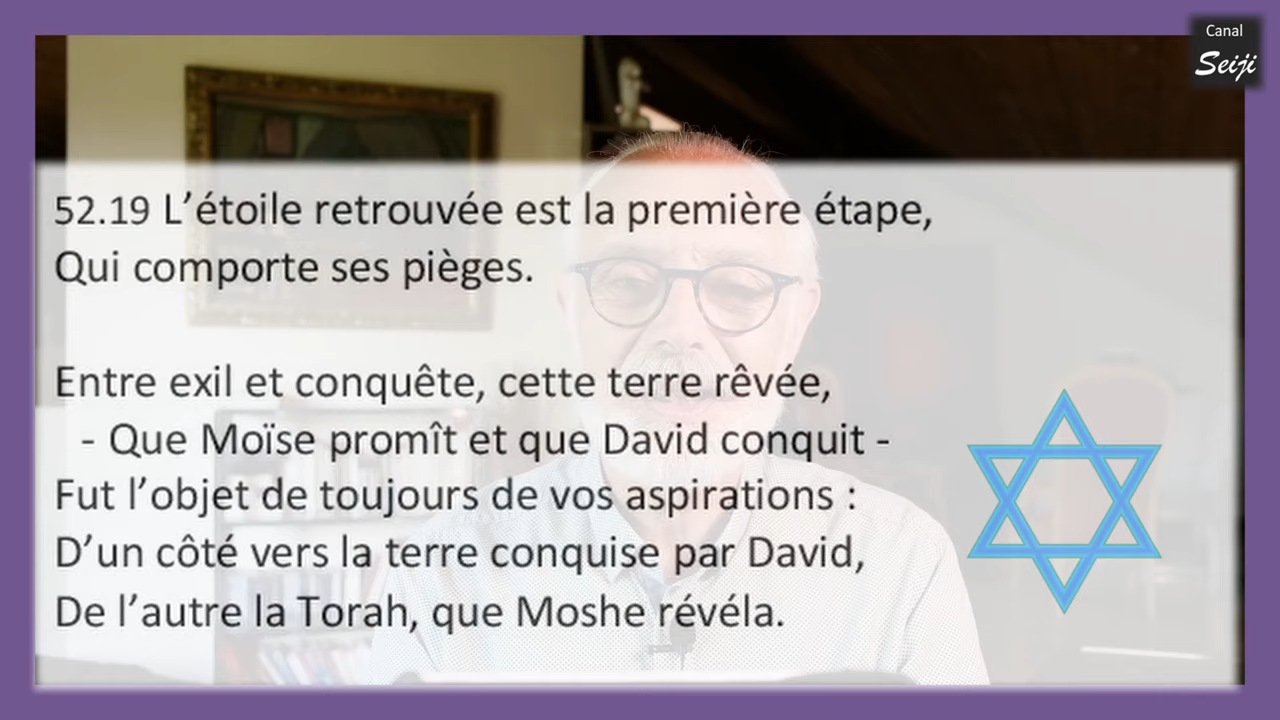 Canal
Seiji
52.19 L’étoile retrouvée est la première étape,
Qui comporte ses pièges.
Entre exil et conquête, cette terre rêvée,
- Que Moïse promît et que David conquit -
Fut l’objet de toujours de vos aspirations :
D’un côté vers la terre conquise par David,
De l’autre la Torah, que Moshe révéla.